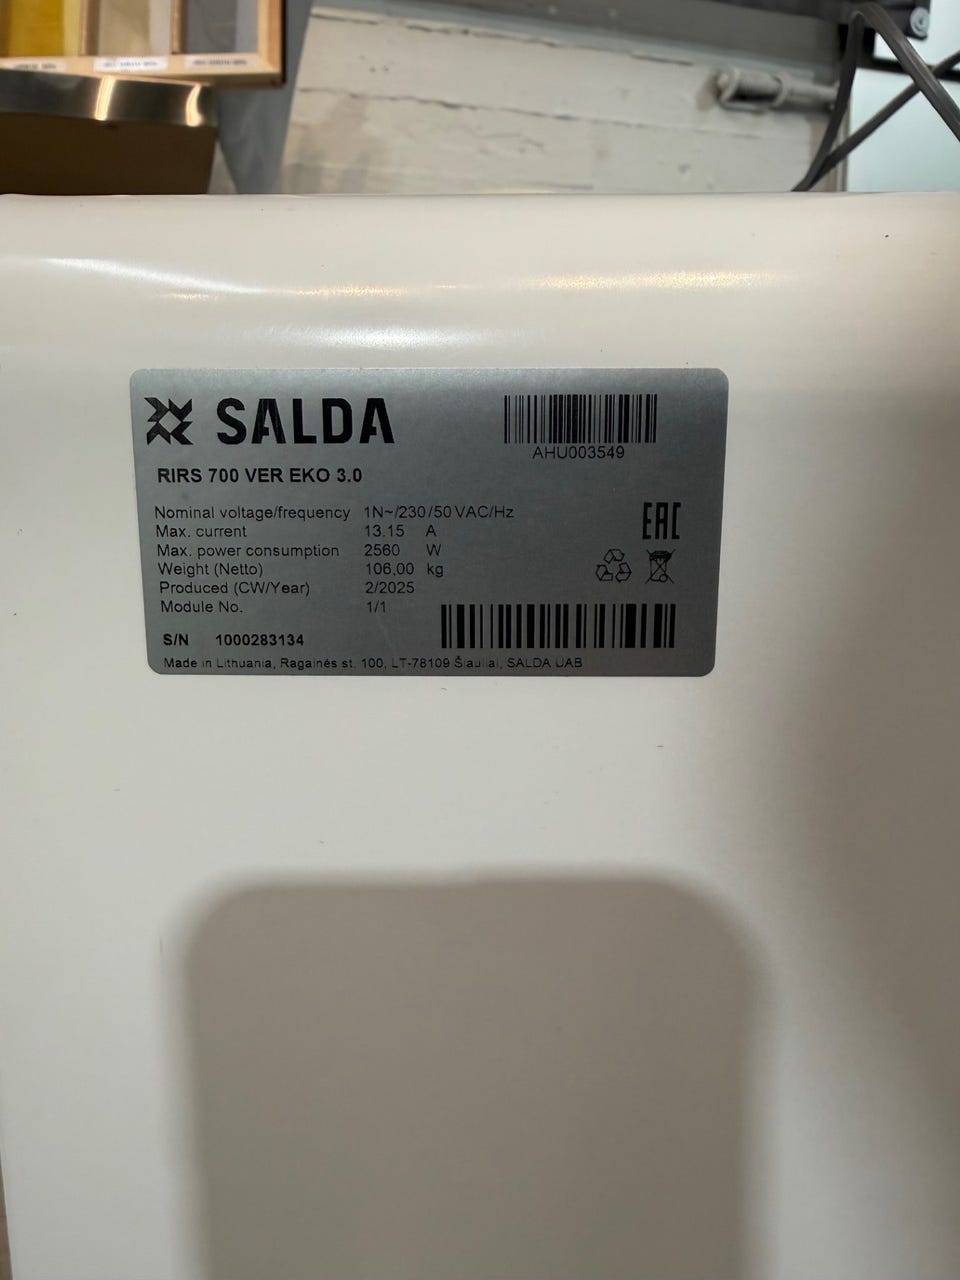 SALDA
AHU003549
RIRS 700 VER EKO 3.0
Nominal voltage/frequency 1N~/230/50 VAC/Hz
Max. current 13.15 A
Max. power consumption 2560 W
Weight (Netto) 106,00 kg
Produced (CW/Year) 2/2025
Module No. 1/1
EAC
S/N 1000283134
Made in Lithuania, Ragainės st. 100, LT-78109 Šiauliai, SALDA UAB